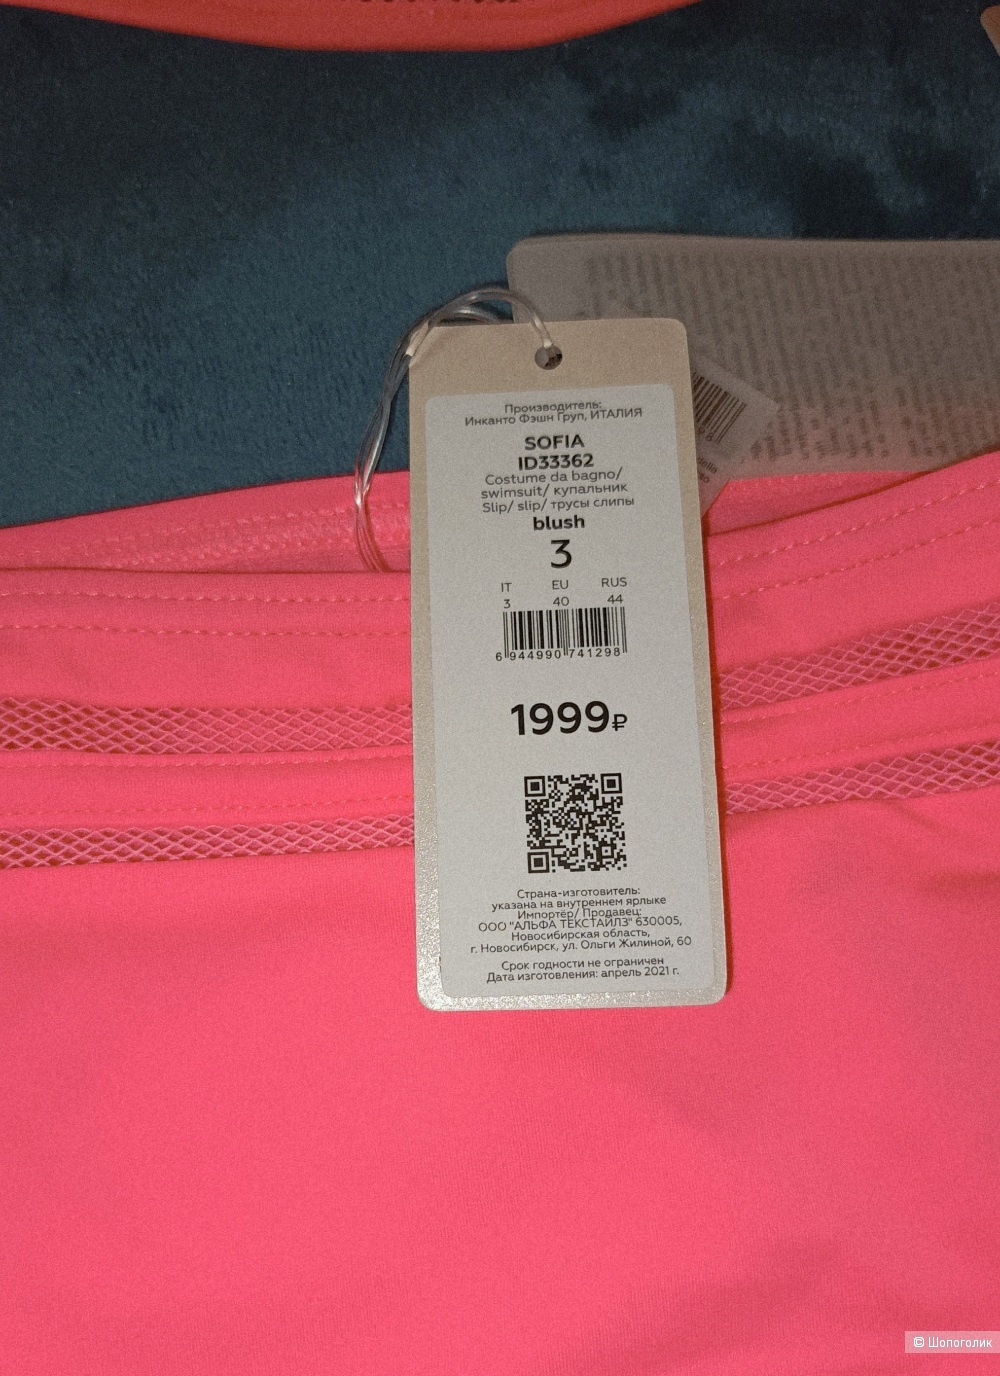 Производитель:
Инканто Фэшн Груп, ИТАЛИЯ
SOFIA
ID33362
Costume da bagno/
swimsuit/ купальник
Slip/ slip/ трусы слипы
blush
3
IT EU RUS
3 40 44
6 944990 741298
1999₽
Страна-изготовитель:
указана на внутреннем ярлыке
Импортёр/ Продавец:
ООО "АЛЬФА ТЕКСТАЙЛЗ" 630005,
Новосибирская область,
г. Новосибирск, ул. Ольги Жилиной, 60
Срок годности не ограничен
Дата изготовления: апрель 2021 г.
© Шопоголик